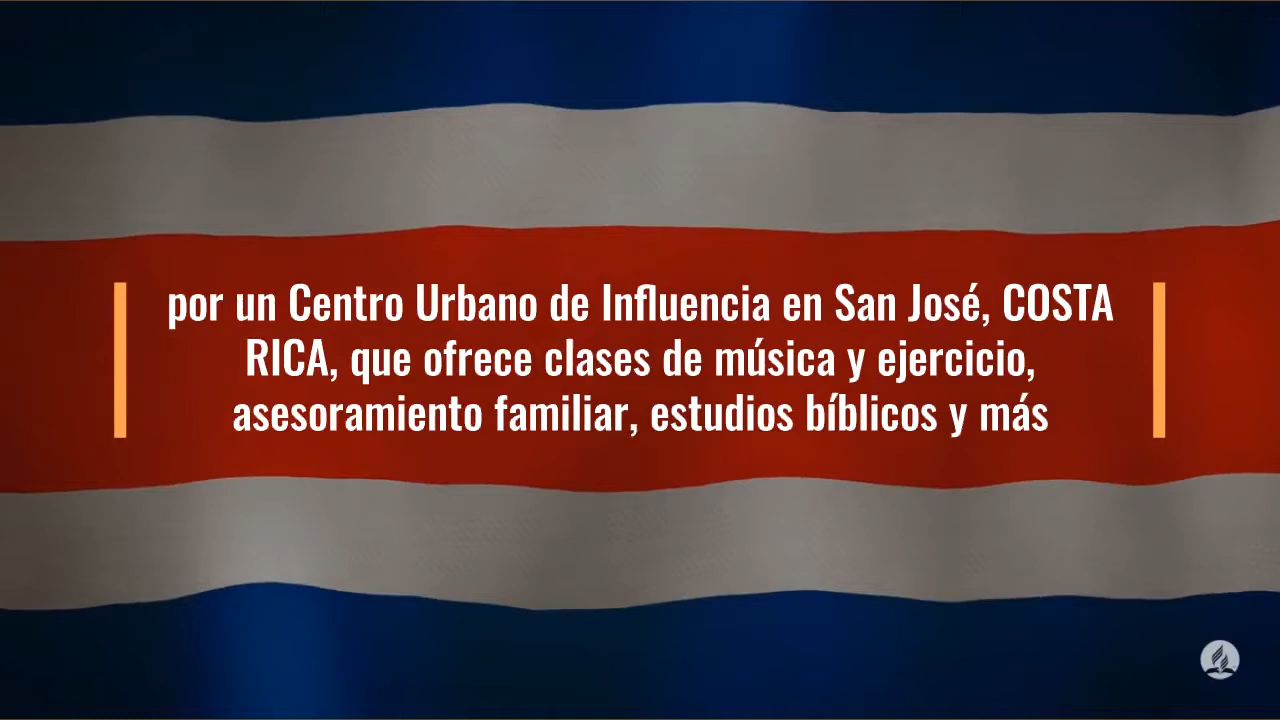 por un Centro Urbano de Influencia en San José, COSTA
RICA, que ofrece clases de música y ejercicio,
asesoramiento familiar, estudios bíblicos y más